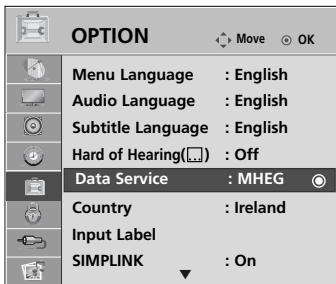 OPTION Move OK
Menu Language : English
Audio Language : English
Subtitle Language : English
Hard of Hearing( ) : Off
Data Service : MHEG
Country : Ireland
Input Label
SIMPLINK : On